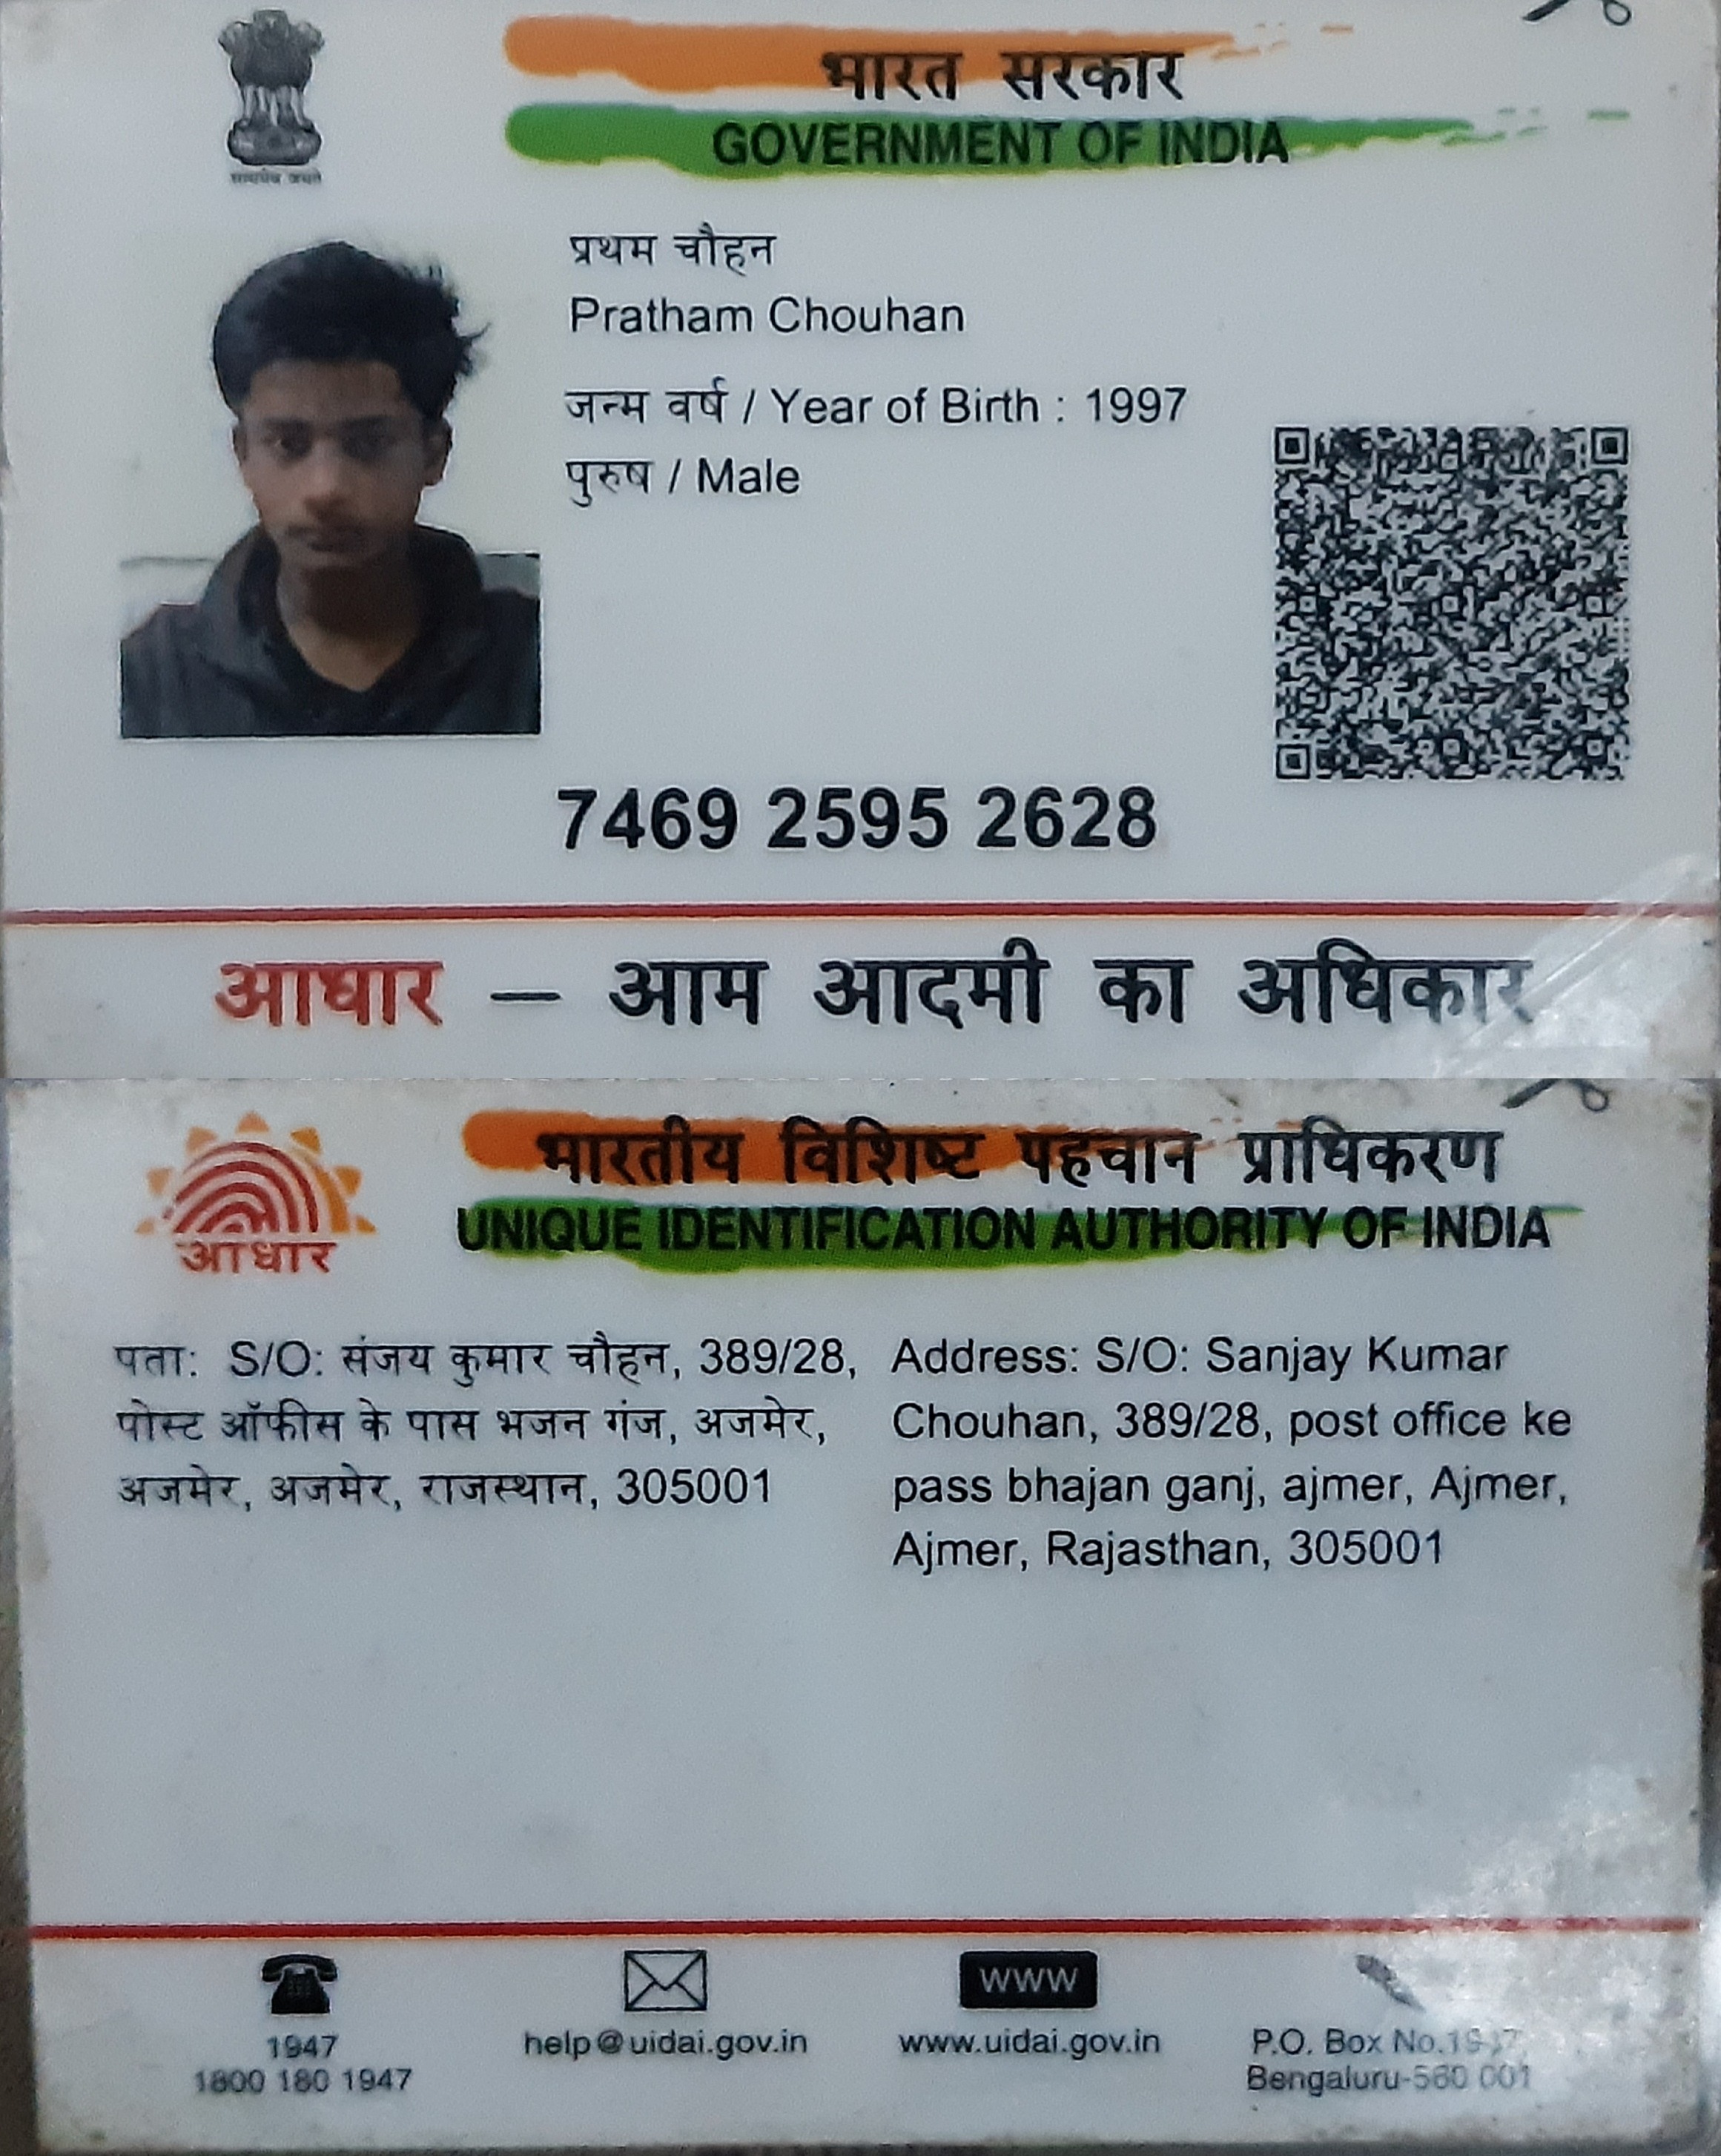 सत्यमेव जयते
भारत सरकार
GOVERNMENT OF INDIA
प्रथम चौहन
Pratham Chouhan
जन्म वर्ष / Year of Birth : 1997
पुरुष / Male
7469 2595 2628
आधार — आम आदमी का अधिकार
आधार
भारतीय विशिष्ट पहचान प्राधिकरण
UNIQUE IDENTIFICATION AUTHORITY OF INDIA
पता: S/O: संजय कुमार चौहन, 389/28,
पोस्ट ऑफीस के पास भजन गंज, अजमेर,
अजमेर, अजमेर, राजस्थान, 305001
Address: S/O: Sanjay Kumar
Chouhan, 389/28, post office ke
pass bhajan ganj, ajmer, Ajmer,
Ajmer, Rajasthan, 305001
1947
1800 180 1947
help@uidai.gov.in
WWW
www.uidai.gov.in
P.O. Box No.
Bengaluru-560 001